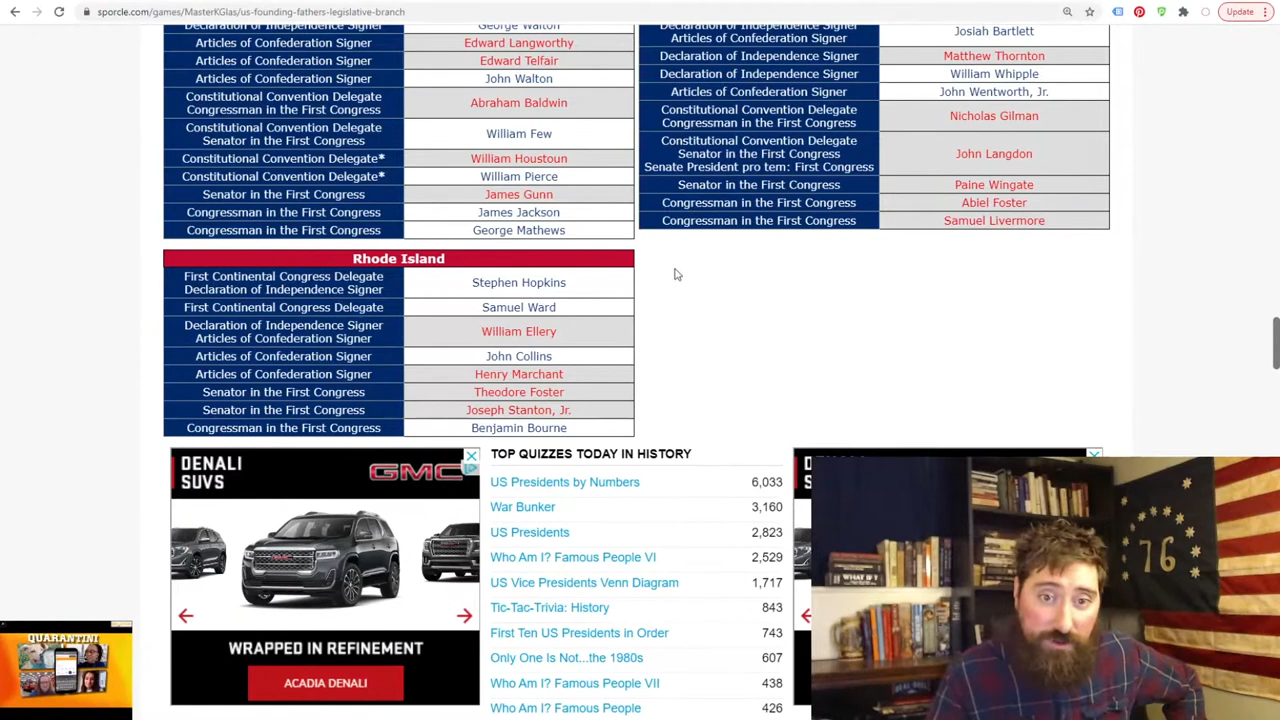 sporcle.com/games/MasterKGlas/us-founding-fathers-legislative-branch
Update
Declaration of Independence Signer George Walton
Articles of Confederation Signer Edward Langworthy
Articles of Confederation Signer Edward Telfair
Articles of Confederation Signer John Walton
Constitutional Convention Delegate
Congressman in the First Congress
Abraham Baldwin
Constitutional Convention Delegate
Senator in the First Congress
William Few
Constitutional Convention Delegate* William Houstoun
Constitutional Convention Delegate* William Pierce
Senator in the First Congress James Gunn
Congressman in the First Congress James Jackson
Congressman in the First Congress George Mathews
Declaration of Independence Signer
Articles of Confederation Signer
Josiah Bartlett
Declaration of Independence Signer Matthew Thornton
Declaration of Independence Signer William Whipple
Articles of Confederation Signer John Wentworth, Jr.
Constitutional Convention Delegate
Congressman in the First Congress
Nicholas Gilman
Constitutional Convention Delegate
Senator in the First Congress
Senate President pro tem: First Congress
John Langdon
Senator in the First Congress Paine Wingate
Congressman in the First Congress Abiel Foster
Congressman in the First Congress Samuel Livermore
Rhode Island
First Continental Congress Delegate
Declaration of Independence Signer
Stephen Hopkins
First Continental Congress Delegate Samuel Ward
Declaration of Independence Signer
Articles of Confederation Signer
William Ellery
Articles of Confederation Signer John Collins
Articles of Confederation Signer Henry Marchant
Senator in the First Congress Theodore Foster
Senator in the First Congress Joseph Stanton, Jr.
Congressman in the First Congress Benjamin Bourne
DENALI
SUVS
GMC
WRAPPED IN REFINEMENT
ACADIA DENALI
TOP QUIZZES TODAY IN HISTORY
US Presidents by Numbers 6,033
War Bunker 3,160
US Presidents 2,823
Who Am I? Famous People VI 2,529
US Vice Presidents Venn Diagram 1,717
Tic-Tac-Trivia: History 843
First Ten US Presidents in Order 743
Only One Is Not...the 1980s 607
Who Am I? Famous People VII 438
Who Am I? Famous People 426
DENALI
SUVS
QUARANTINI
WHAT IF?
76